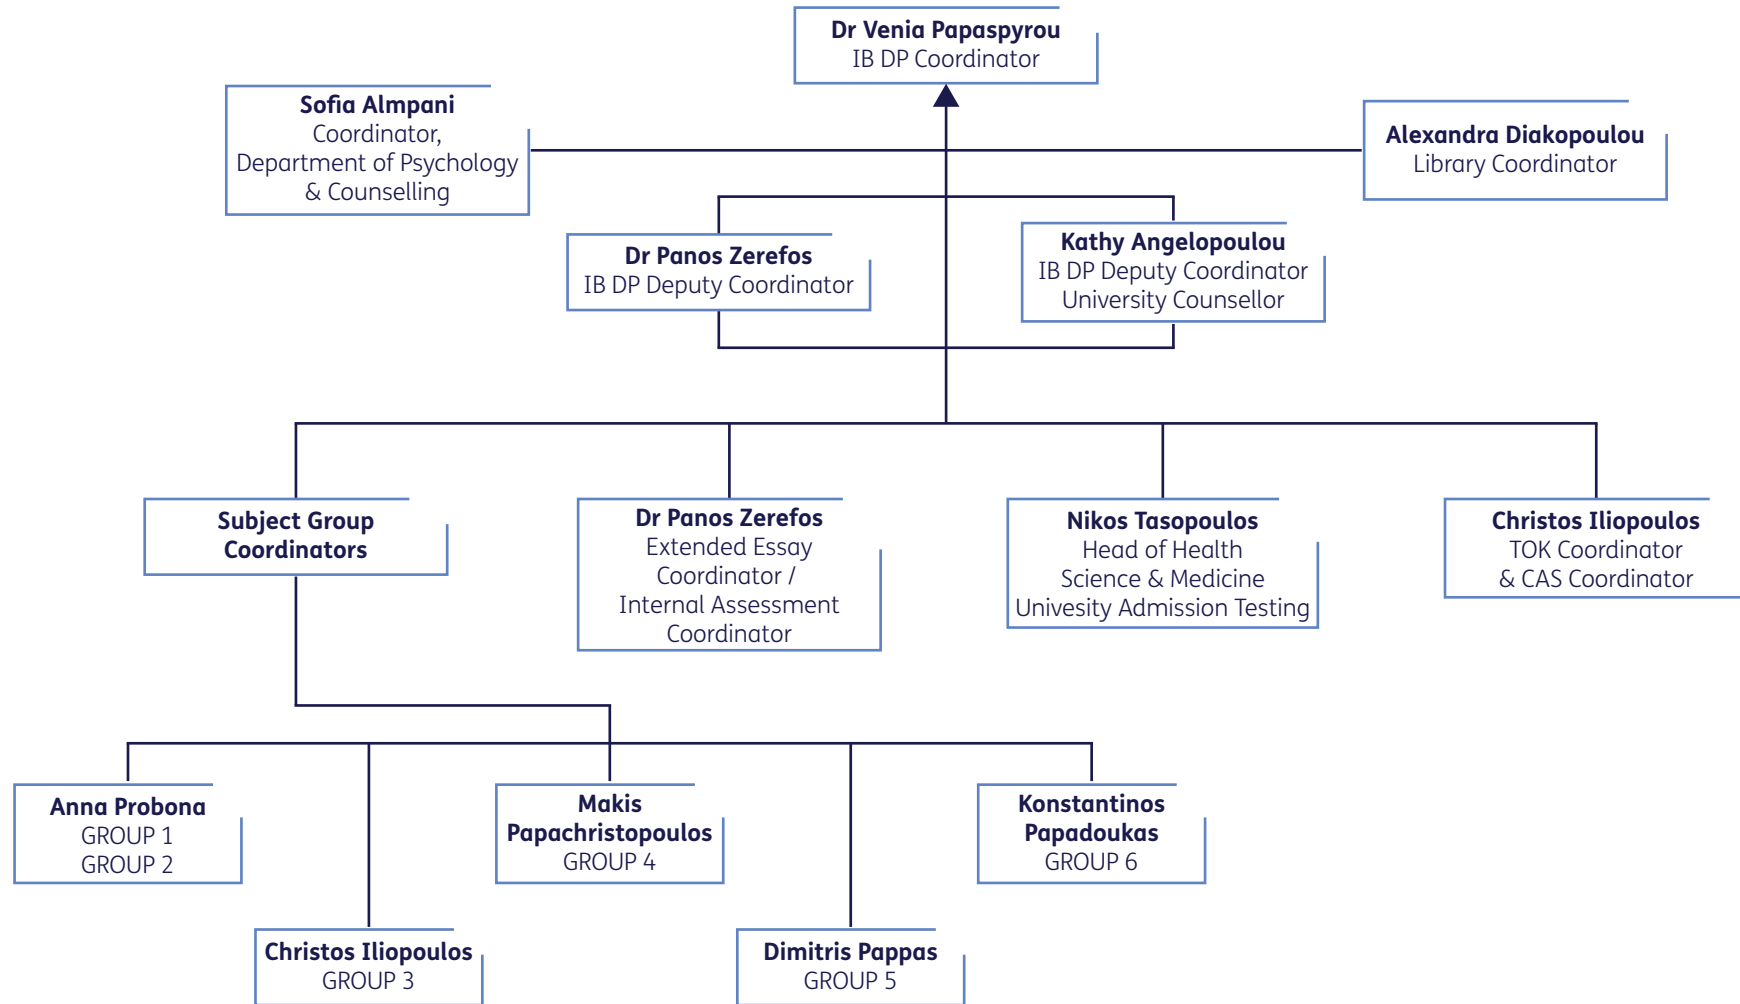 Dr Venia Papaspyrou
IB DP Coordinator
Sofia Almpani
Coordinator,
Department of Psychology
& Counselling
Alexandra Diakopoulou
Library Coordinator
Dr Panos Zerefos
IB DP Deputy Coordinator
Kathy Angelopoulou
IB DP Deputy Coordinator
University Counsellor
Subject Group
Coordinators
Dr Panos Zerefos
Extended Essay
Coordinator /
Internal Assessment
Coordinator
Nikos Tasopoulos
Head of Health
Science & Medicine
Univesity Admission Testing
Christos Iliopoulos
TOK Coordinator
& CAS Coordinator
Anna Probona
GROUP 1
GROUP 2
Christos Iliopoulos
GROUP 3
Makis
Papachristopoulos
GROUP 4
Dimitris Pappas
GROUP 5
Konstantinos
Papadoukas
GROUP 6